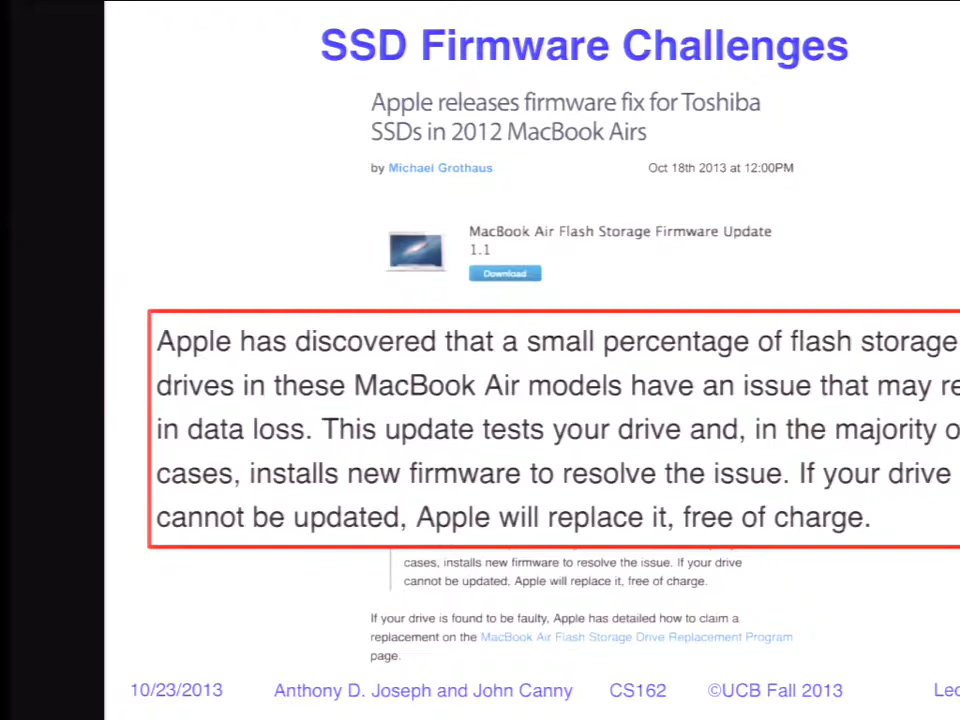 SSD Firmware Challenges
Apple releases firmware fix for Toshiba
SSDs in 2012 MacBook Airs
by Michael Grothaus Oct 18th 2013 at 12:00PM
MacBook Air Flash Storage Firmware Update
1.1
Download
Apple has discovered that a small percentage of flash storage
drives in these MacBook Air models have an issue that may
in data loss. This update tests your drive and, in the majority
cases, installs new firmware to resolve the issue. If your drive
cannot be updated, Apple will replace it, free of charge.
cases, installs new firmware to resolve the issue. If your drive
cannot be updated, Apple will replace it, free of charge.
If your drive is found to be faulty, Apple has detailed how to claim a
replacement on the MacBook Air Flash Storage Drive Replacement Program
page.
10/23/2013 Anthony D. Joseph and John Canny CS162 ©UCB Fall 2013